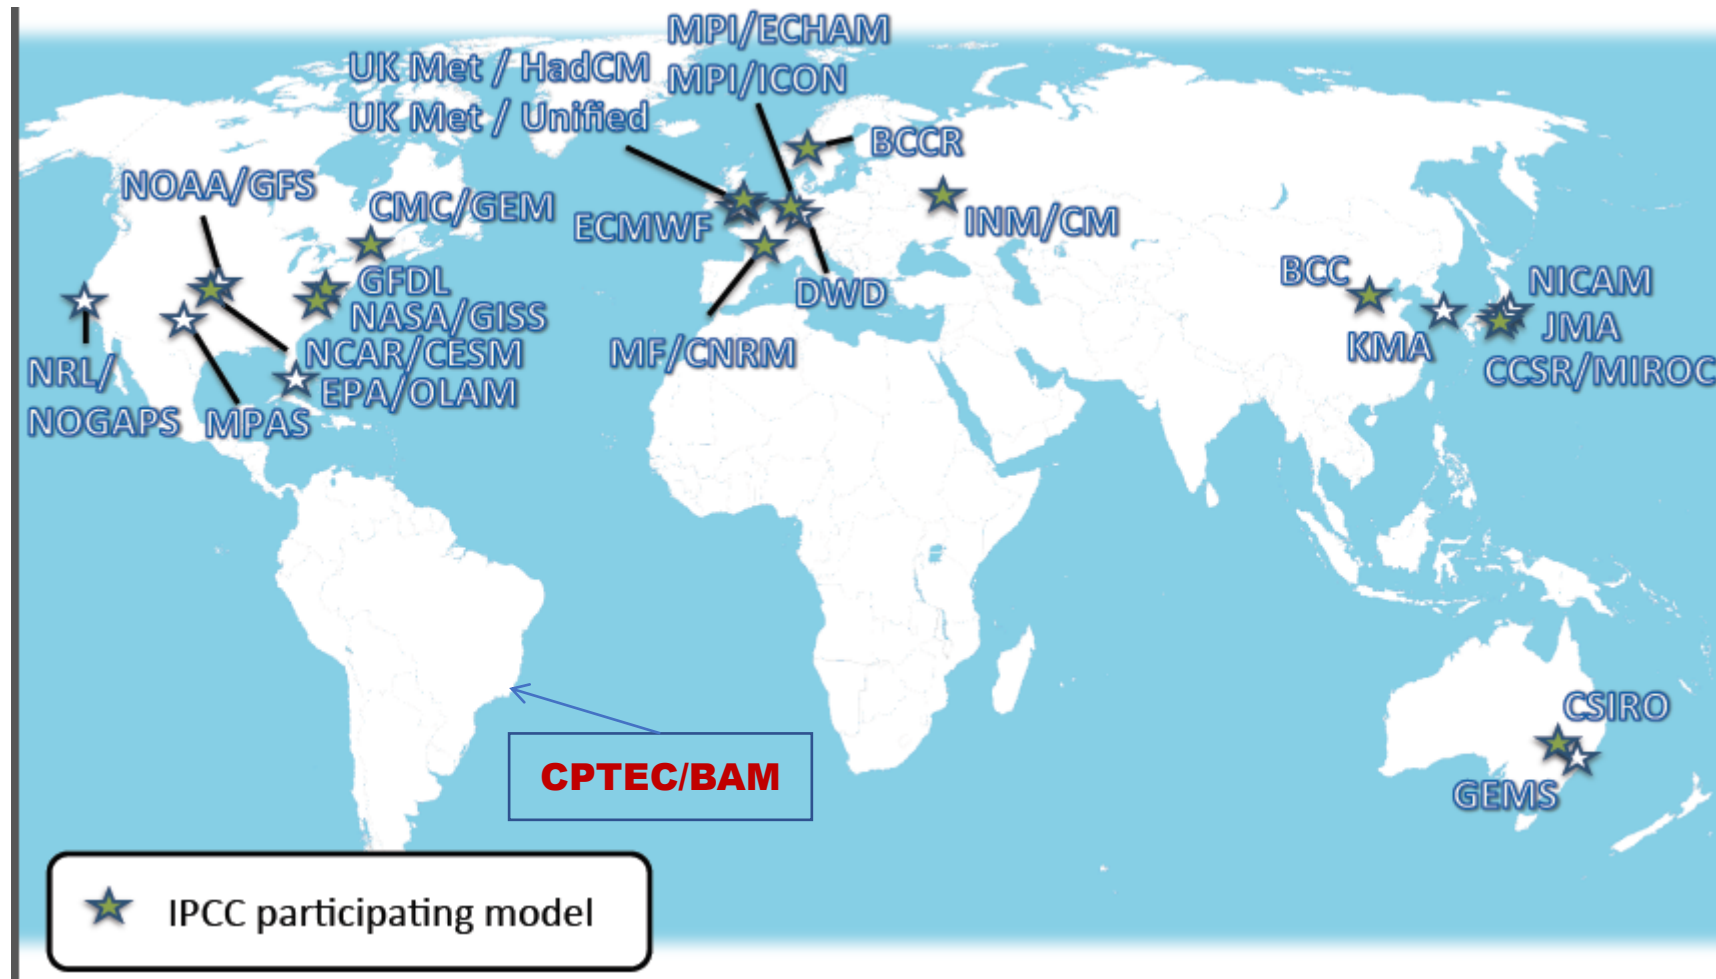 MPI/ECHAM
MPI/ICON
UK Met / HadCM
UK Met / Unified
BCCR
NOAA/GFS
CMC/GEM
ECMWF
INM/CM
GFDL
NASA/GISS
DWD
BCC
NICAM
JMA
KMA
CCSR/MIROC
NCAR/CESM
EPA/OLAM
MF/CNRM
NRL/
NOGAPS
MPAS
CSIRO
GEMS
CPTEC/BAM
IPCC participating model